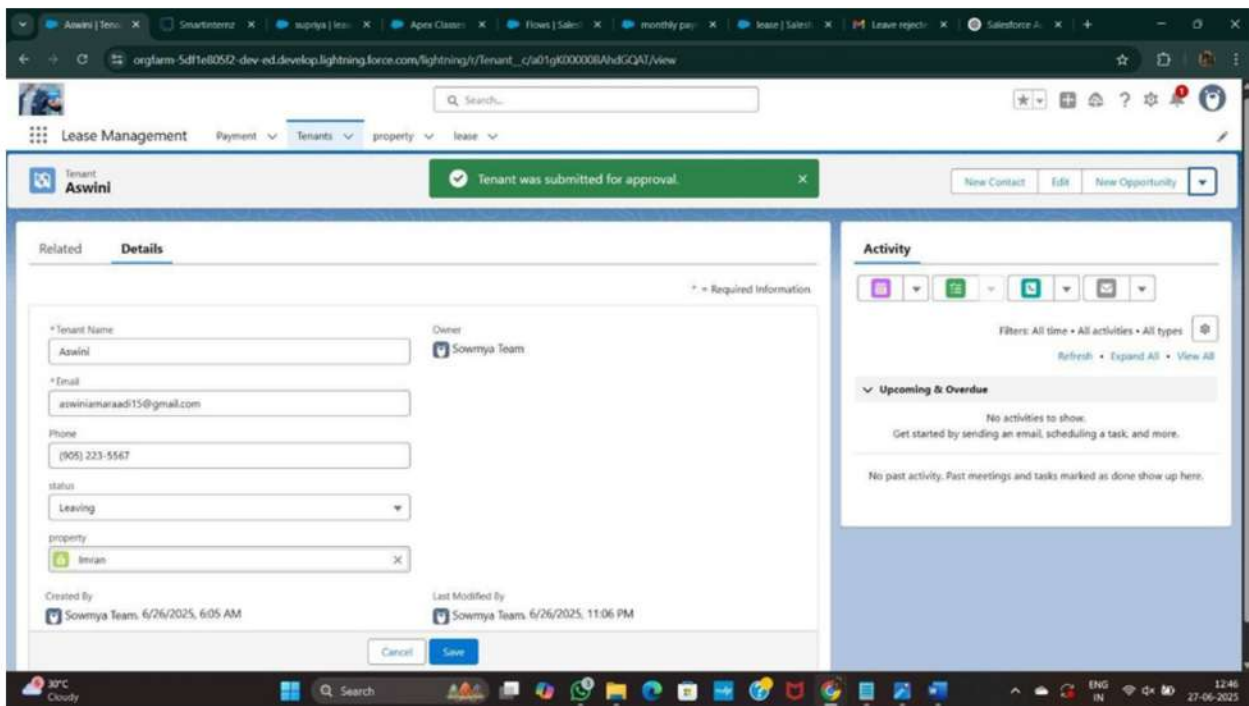 Aswini | Tena
Smartinternz
supriya | leas
Apex Classes
Flows | Salesf
monthly pay
lease | Salesf
Leave reject
Salesforce A
orgfarm-5df1e805f2-dev-ed.develop.lightning.force.com/lightning/r/Tenant__c/a01gK000008AhdGQAT/view
Search...
Lease Management Payment Tenants property lease
Tenant
Aswini
Tenant was submitted for approval.
New Contact Edit New Opportunity
Related Details
* = Required Information
*Tenant Name
Aswini
Owner
Sowmya Team
*Email
aswiniamaraadi15@gmail.com
Phone
(905) 223-5567
status
Leaving
property
Imran
Created By
Sowmya Team, 6/26/2025, 6:05 AM
Last Modified By
Sowmya Team, 6/26/2025, 11:06 PM
Cancel Save
Activity
Filters: All time • All activities • All types
Refresh • Expand All • View All
Upcoming & Overdue
No activities to show.
Get started by sending an email, scheduling a task, and more.
No past activity. Past meetings and tasks marked as done show up here.
30°C
Cloudy
Search
ENG
IN
12:46
27-06-2025